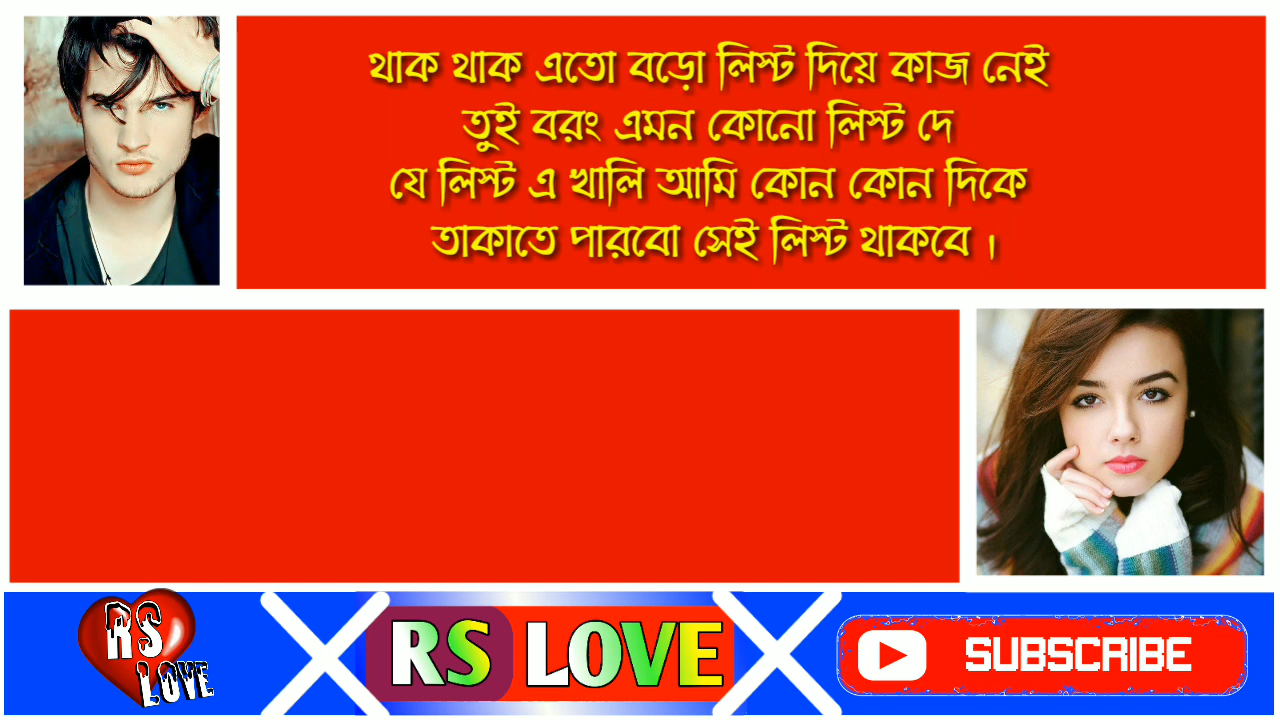 থাক থাক এতো বড়ো লিস্ট দিয়ে কাজ নেই
তুই বরং এমন কোনো লিস্ট দে
যে লিস্ট এ খালি আমি কোন কোন দিকে
তাকাতে পারবো সেই লিস্ট থাকবে ।
RS
LOVE
RS LOVE
SUBSCRIBE